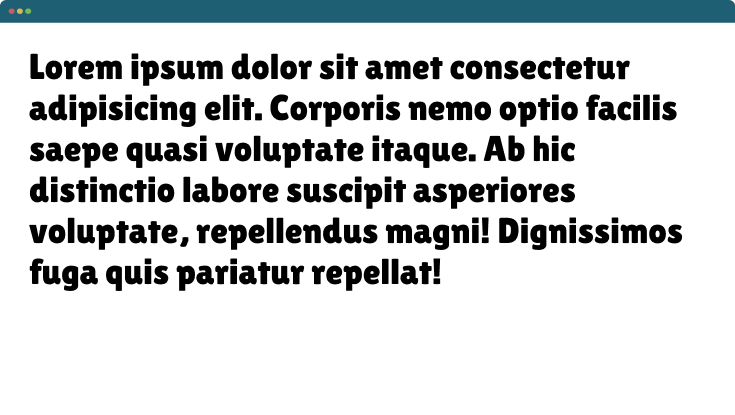 Lorem ipsum dolor sit amet consectetur
adipisicing elit. Corporis nemo optio facilis
saepe quasi voluptate itaque. Ab hic
distinctio labore suscipit asperiores
voluptate, repellendus magni! Dignissimos
fuga quis pariatur repellat!